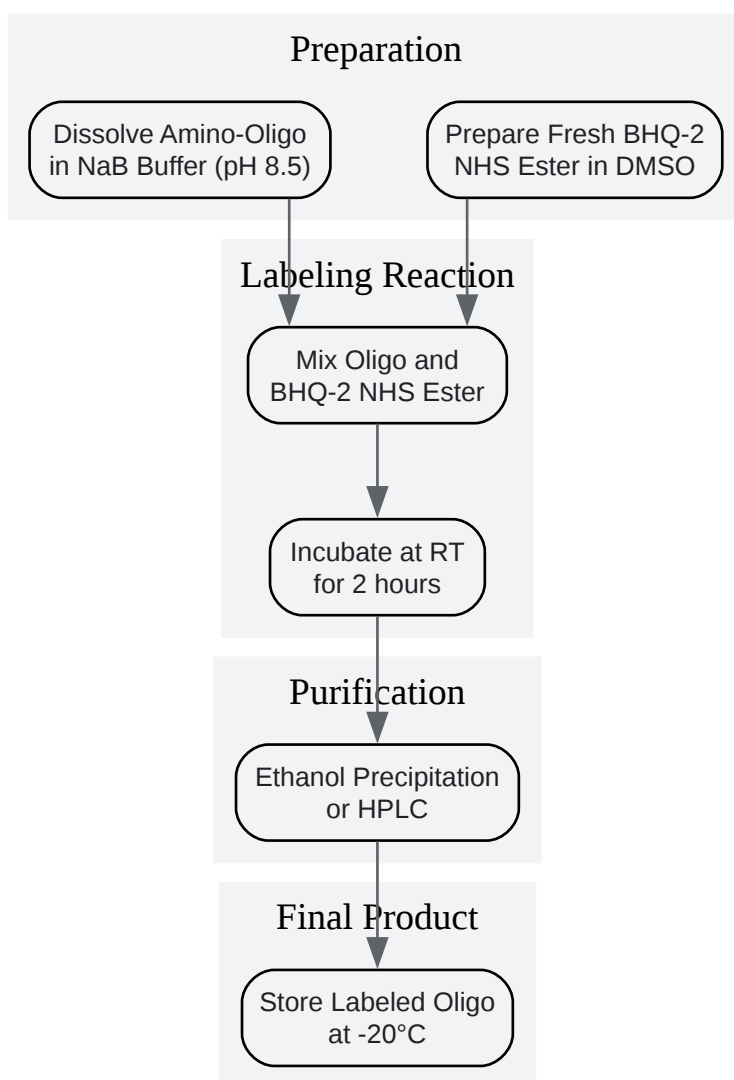 Preparation
Dissolve Amino-Oligo
in NaB Buffer (pH 8.5)
Prepare Fresh BHQ-2
NHS Ester in DMSO
Labeling Reaction
Mix Oligo and
BHQ-2 NHS Ester
Incubate at RT
for 2 hours
Purification
Ethanol Precipitation
or HPLC
Final Product
Store Labeled Oligo
at -20°C